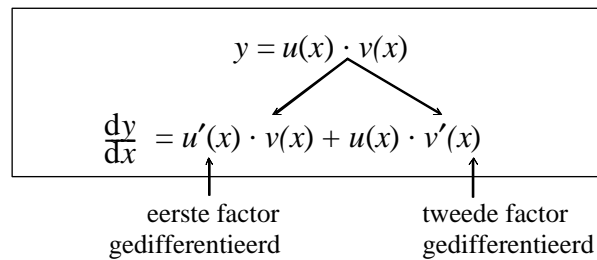 y = u(x) · v(x)
dy/dx = u′(x) · v(x) + u(x) · v′(x)
eerste factor
gedifferentieerd
tweede factor
gedifferentieerd